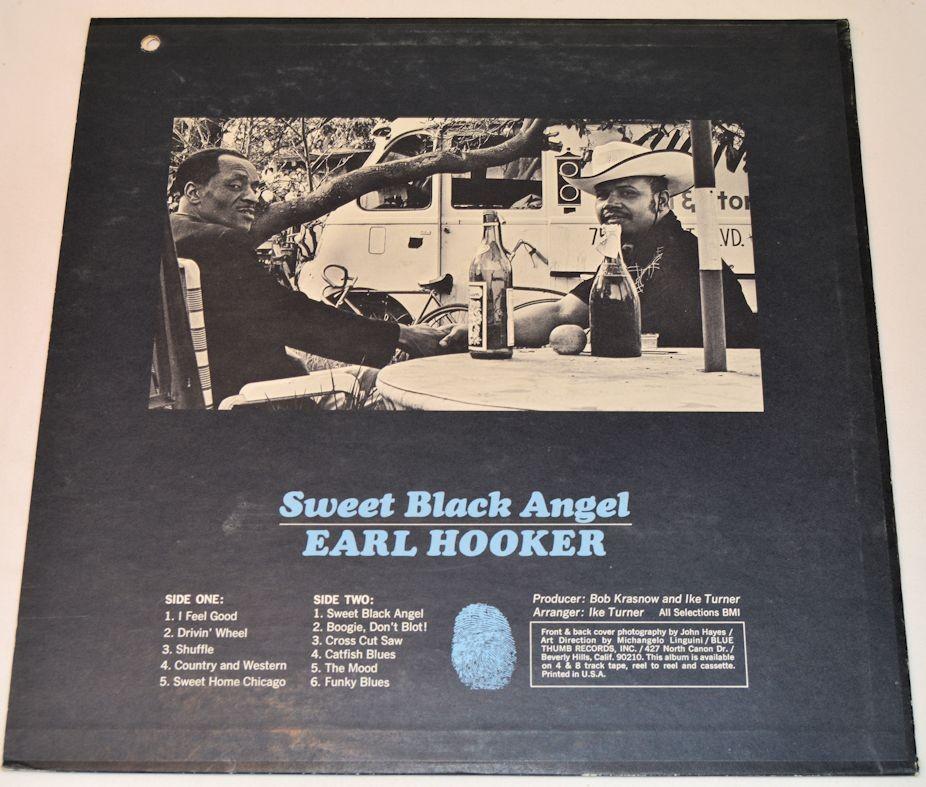 & tor
75
VD.
Sweet Black Angel
EARL HOOKER
SIDE ONE:
1. I Feel Good
2. Drivin' Wheel
3. Shuffle
4. Country and Western
5. Sweet Home Chicago
SIDE TWO:
1. Sweet Black Angel
2. Boogie, Don't Blot!
3. Cross Cut Saw
4. Catfish Blues
5. The Mood
6. Funky Blues
Producer: Bob Krasnow and Ike Turner
Arranger: Ike Turner All Selections BMI
Front & back cover photography by John Hayes /
Art Direction by Michangelo Linguini / BLUE
THUMB RECORDS, INC. / 427 North Canon Dr. /
Beverly Hills, Calif. 90210. This album is available
on 4 & 8 track tape, reel to reel and cassette.
Printed in U.S.A.